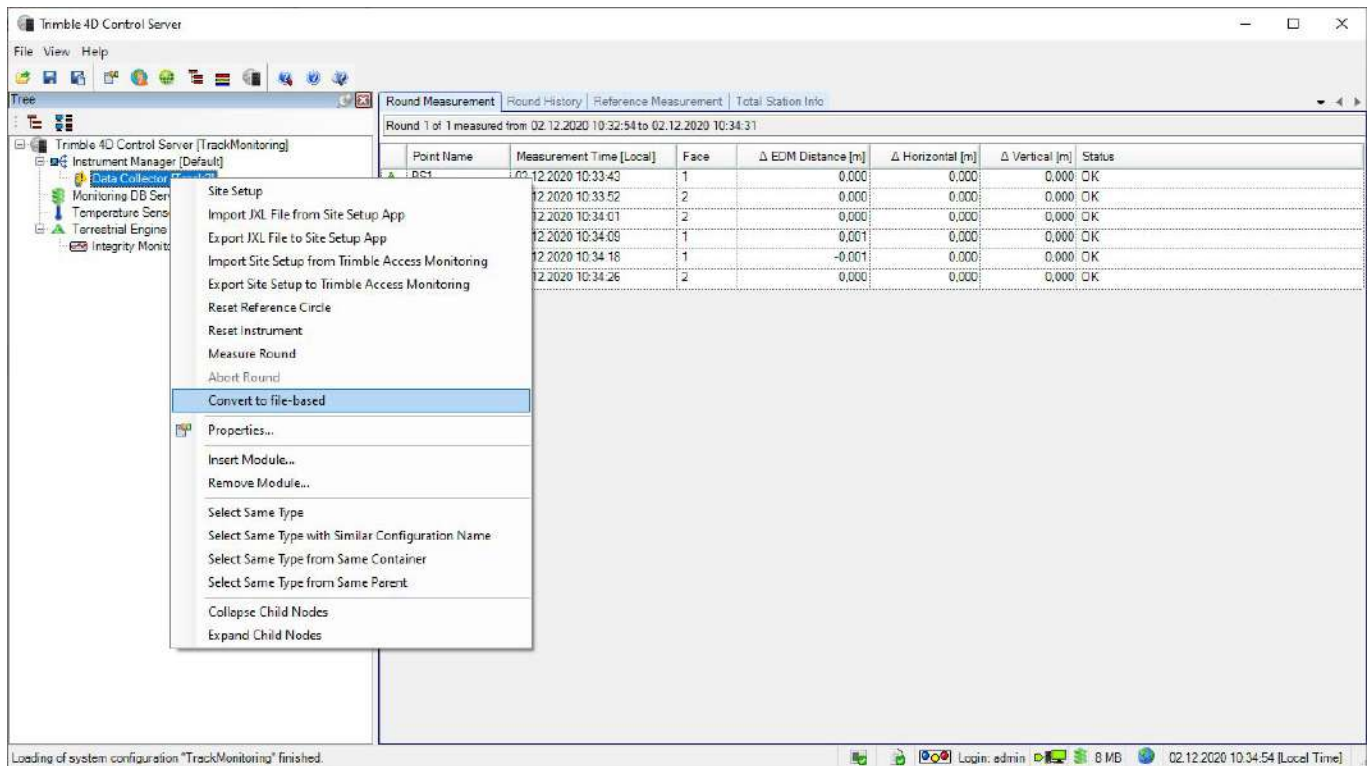 Trimble 4D Control Server
File View Help
Tree
Round Measurement Round History Reference Measurement Total Station Info
Round 1 of 1 measured from 02.12.2020 10:32:54 to 02.12.2020 10:34:31
Trimble 4D Control Server [TrackMonitoring]
Instrument Manager [Default]
Data Collector
Monitoring DB Ser
Temperature Sens
Terrestrial Engine
Integrity Monito
Point Name Measurement Time [Local] Face Δ EDM Distance [m] Δ Horizontal [m] Δ Vertical [m] Status
BS1 02.12.2020 10:33:43 1 0,000 0,000 0,000 OK
12.2020 10:33:52 2 0,000 0,000 0,000 OK
12.2020 10:34:01 2 0,000 0,000 0,000 OK
12.2020 10:34:09 1 0,001 0,000 0,000 OK
12.2020 10:34:18 1 -0,001 0,000 0,000 OK
12.2020 10:34:26 2 0,000 0,000 0,000 OK
Site Setup
Import JXL File from Site Setup App
Export JXL File to Site Setup App
Import Site Setup from Trimble Access Monitoring
Export Site Setup to Trimble Access Monitoring
Reset Reference Circle
Reset Instrument
Measure Round
Abort Round
Convert to file-based
Properties...
Insert Module...
Remove Module...
Select Same Type
Select Same Type with Similar Configuration Name
Select Same Type from Same Container
Select Same Type from Same Parent
Collapse Child Nodes
Expand Child Nodes
Loading of system configuration "TrackMonitoring" finished.
Login: admin 8 MB 02.12.2020 10:34:54 [Local Time]